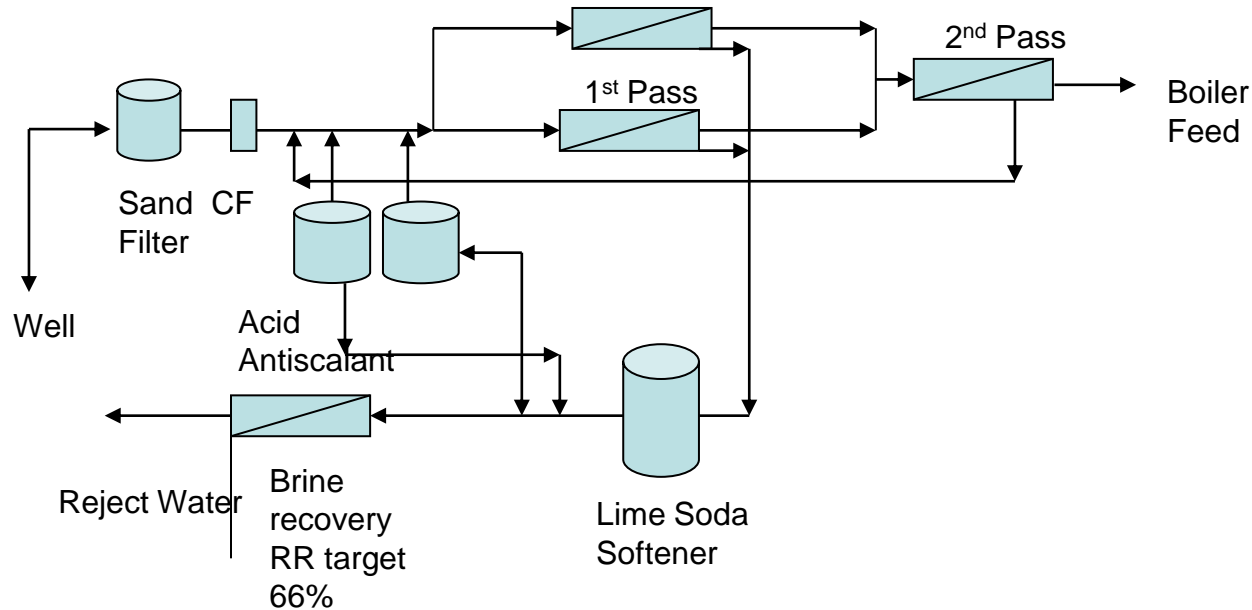 2nd Pass
1st Pass
Boiler
Feed
Sand CF
Filter
Well
Acid
Antiscalant
Reject Water
Brine
recovery
RR target
66%
Lime Soda
Softener